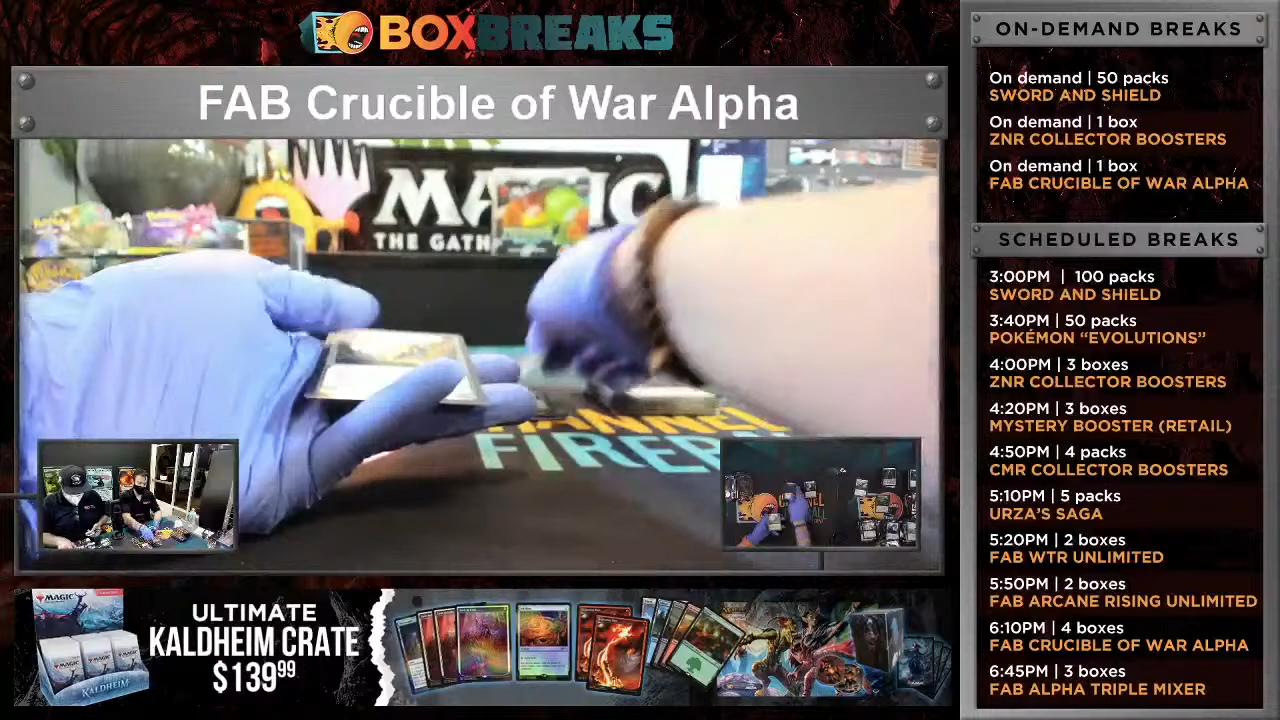 BOXBREAKS
FAB Crucible of War Alpha
MAGIC
THE GATH
CHANNEL
FIREB
ULTIMATE
KALDHEIM CRATE
$139.99
MAGIC
KALDHEIM
ON-DEMAND BREAKS
On demand | 50 packs
SWORD AND SHIELD
On demand | 1 box
ZNR COLLECTOR BOOSTERS
On demand | 1 box
FAB CRUCIBLE OF WAR ALPHA
SCHEDULED BREAKS
3:00PM | 100 packs
SWORD AND SHIELD
3:40PM | 50 packs
POKÉMON “EVOLUTIONS”
4:00PM | 3 boxes
ZNR COLLECTOR BOOSTERS
4:20PM | 3 boxes
MYSTERY BOOSTER (RETAIL)
4:50PM | 4 packs
CMR COLLECTOR BOOSTERS
5:10PM | 5 packs
URZA’S SAGA
5:20PM | 2 boxes
FAB WTR UNLIMITED
5:50PM | 2 boxes
FAB ARCANE RISING UNLIMITED
6:10PM | 4 boxes
FAB CRUCIBLE OF WAR ALPHA
6:45PM | 3 boxes
FAB ALPHA TRIPLE MIXER